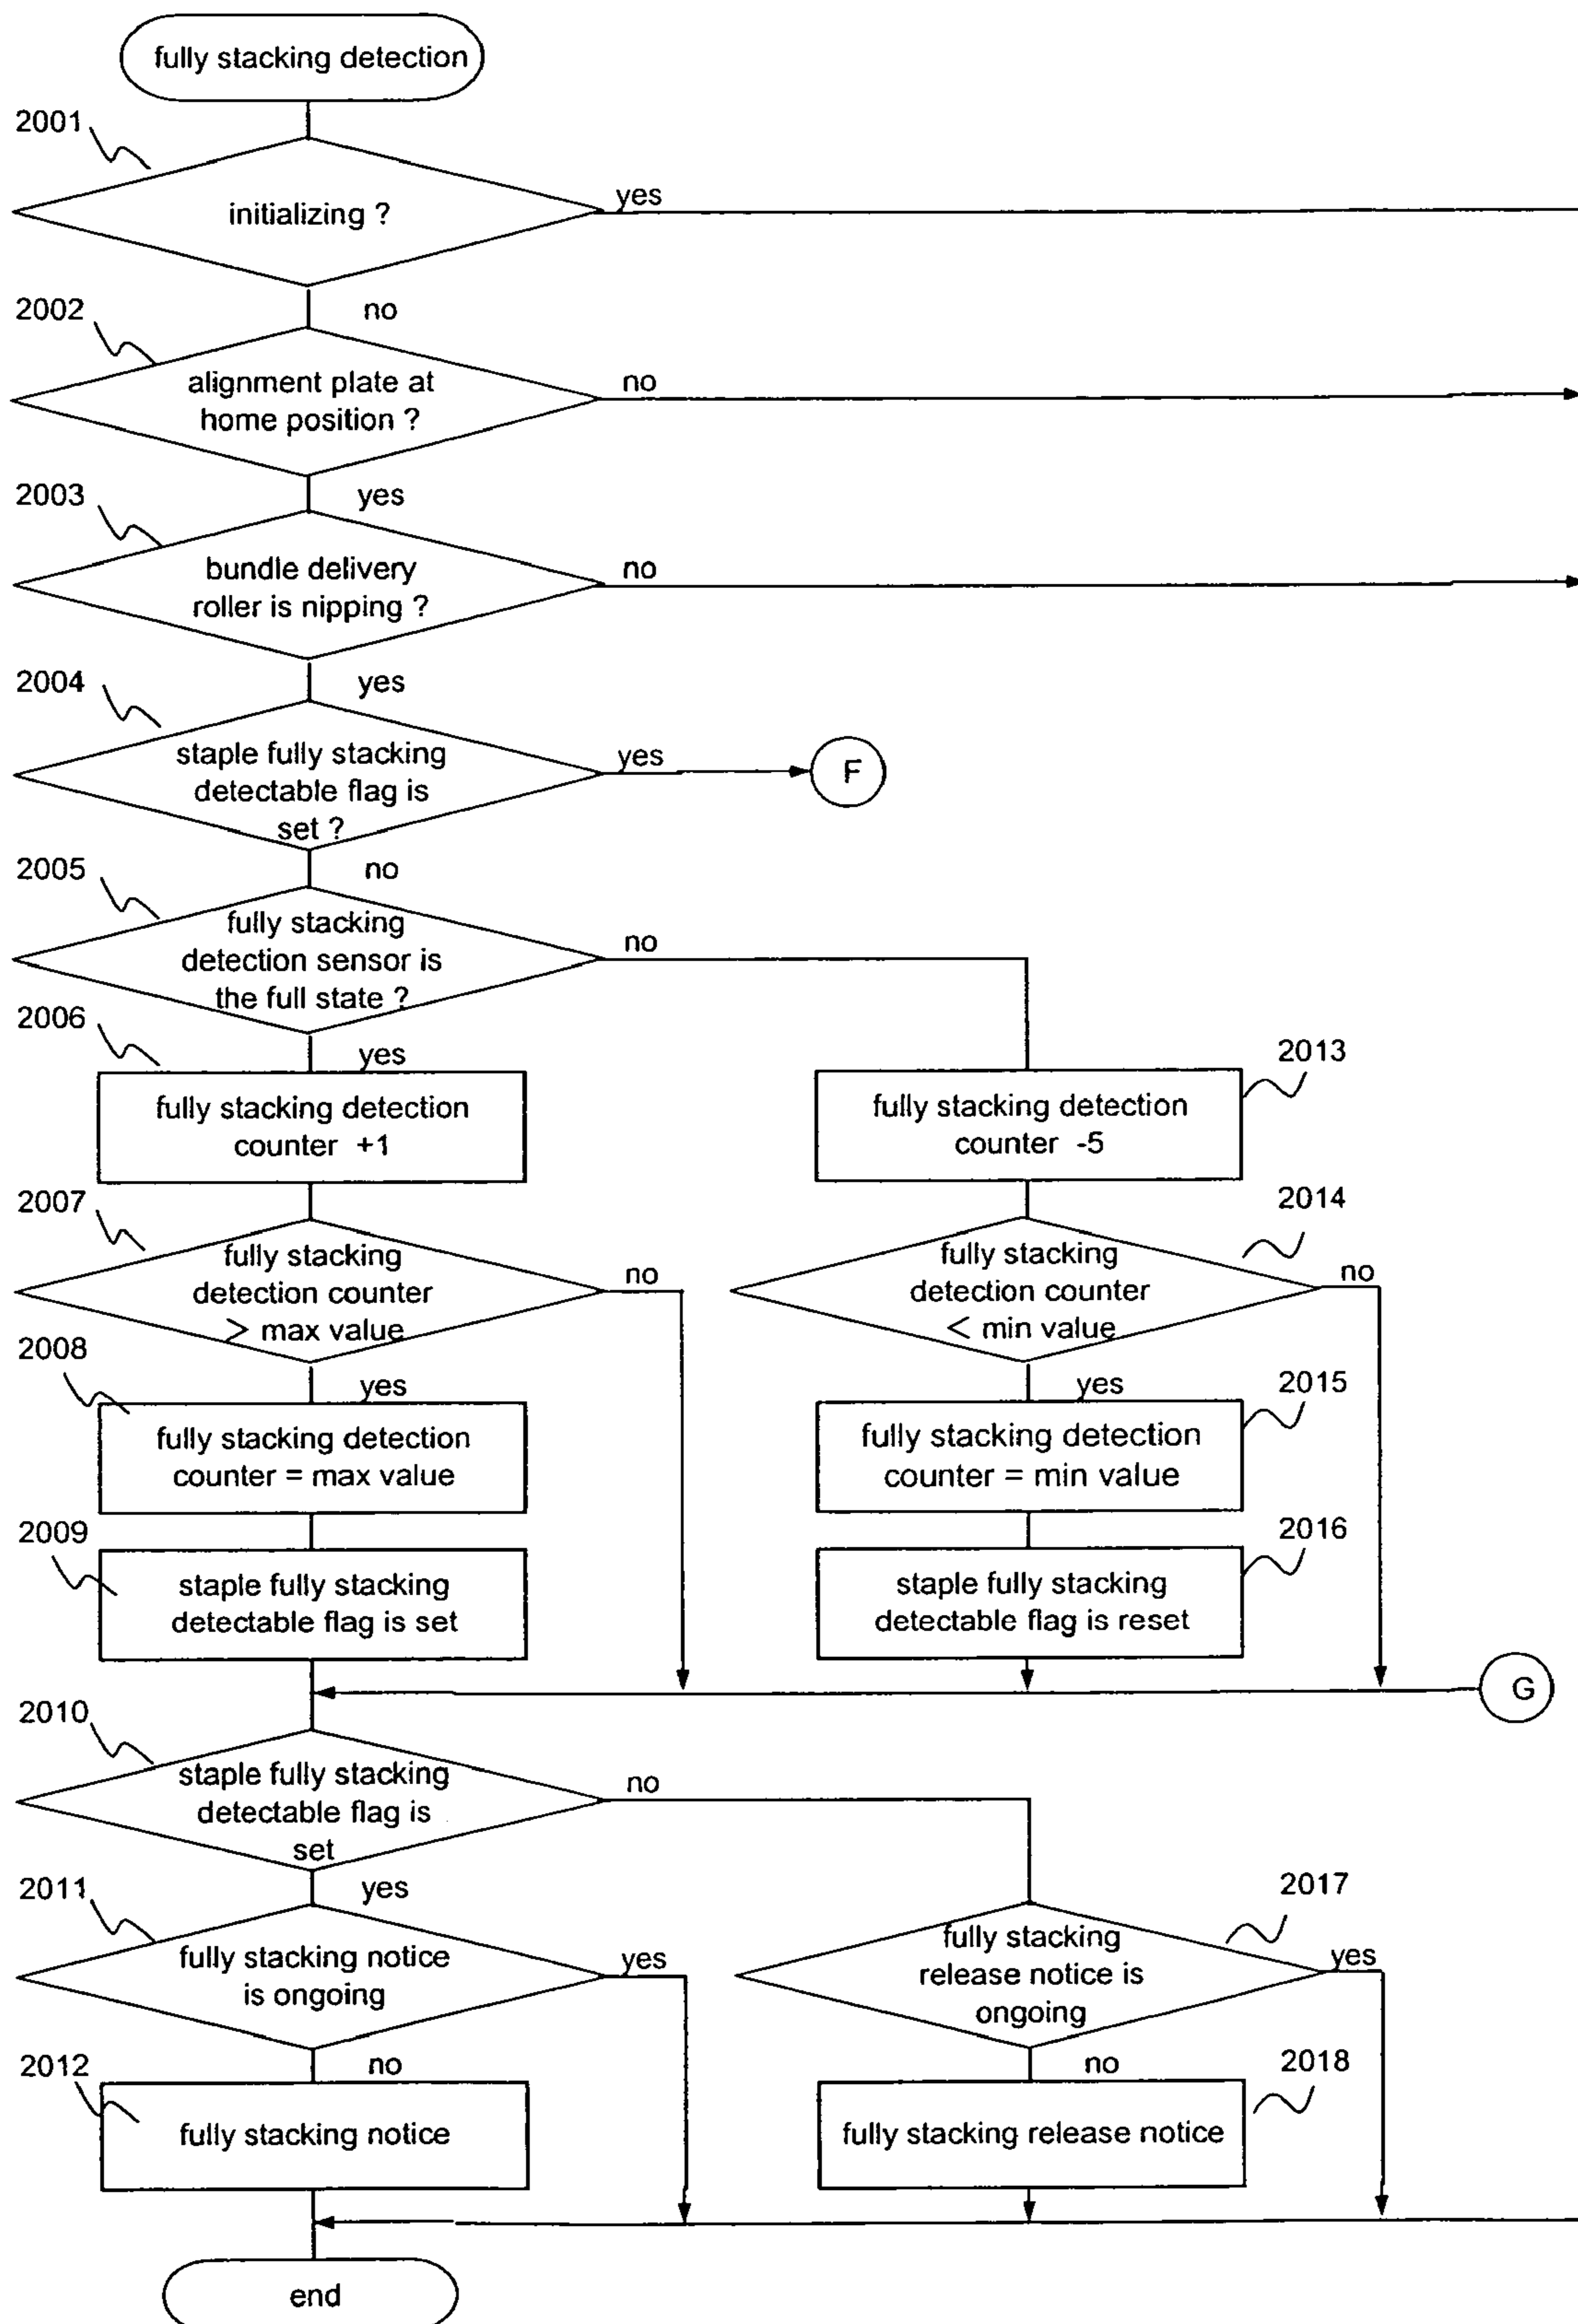 fully stacking detection
2001
initializing ?
yes
no
2002
alignment plate at
home position ?
no
yes
2003
bundle delivery
roller is nipping ?
no
yes
2004
staple fully stacking
detectable flag is
set ?
yes
F
no
2005
fully stacking
detection sensor is
the full state ?
no
yes
2006
fully stacking detection
counter +1
2013
fully stacking detection
counter -5
2007
fully stacking
detection counter
> max value
no
yes
2014
fully stacking
detection counter
< min value
no
yes
2008
fully stacking detection
counter = max value
2015
fully stacking detection
counter = min value
2009
staple fully stacking
detectable flag is set
2016
staple fully stacking
detectable flag is reset
G
2010
staple fully stacking
detectable flag is
set
no
yes
2011
fully stacking notice
is ongoing
yes
no
2017
fully stacking
release notice is
ongoing
yes
no
2012
fully stacking notice
2018
fully stacking release notice
end